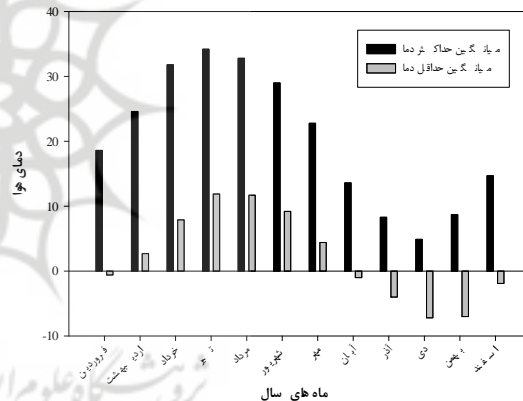 40
30
20
10
0
-10
میانگین حداکثر دما
میانگین حداقل دما
دمای هوا
فروردین
اردیبهشت
خرداد
تیر
مرداد
شهریور
مهر
آبان
آذر
دی
بهمن
اسفند
ماه های سال